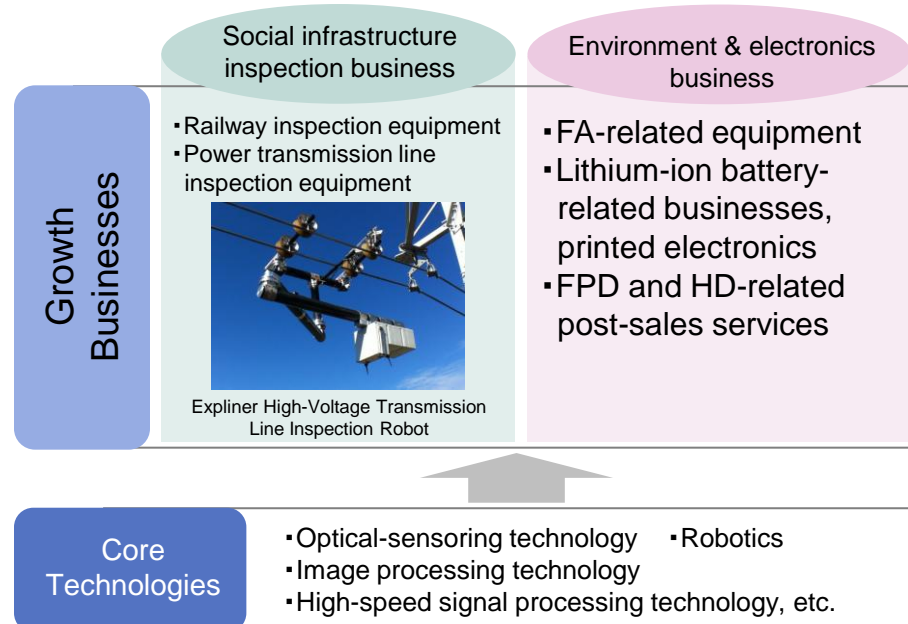 Social infrastructure
inspection business
Environment & electronics
business
Growth
Businesses
・Railway inspection equipment
・Power transmission line
inspection equipment
Expliner High-Voltage Transmission
Line Inspection Robot
・FA-related equipment
・Lithium-ion battery-
related businesses,
printed electronics
・FPD and HD-related
post-sales services
Core
Technologies
・Optical-sensoring technology ・Robotics
・Image processing technology
・High-speed signal processing technology, etc.